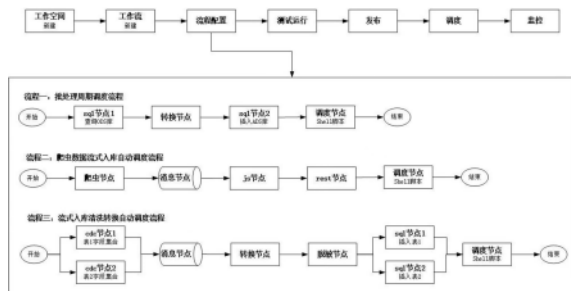 工作空间
新建
工作流
新建
流程配置
测试运行
发布
调度
监控
流程一：批处理周期调度流程
开始
sql节点1
查询ODS库
转换节点
sql节点2
插入ADS库
调度节点
Shell脚本
结束
流程二：爬虫数据流式入库自动调度流程
开始
爬虫节点
消息节点
js节点
rest节点
调度节点
Shell脚本
结束
流程三：流式入库清洗转换自动调度流程
开始
cdc节点1
表1字段集合
cdc节点2
表2字段集合
消息节点
转换节点
脱敏节点
sql节点1
插入表1
sql节点2
插入表2
调度节点
Shell脚本
结束